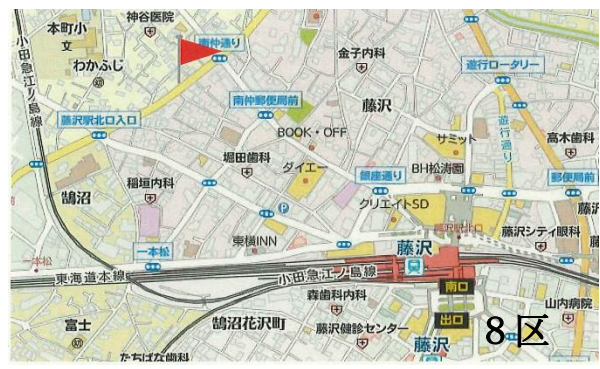 神谷医院
本町小
文
南仲通り
金子内科
小田急江ノ島線
わかふじ
遊行ロータリー
南仲郵便局前
藤沢
藤沢駅北口入口
BOOK・OFF
遊行通り
サミット
高木歯科
堀田歯科
ダイエー
BH松浦園
鵠沼
稲垣内科
銀座通り
郵便局前
クリエイトSD
藤沢
東横INN
藤沢駅北口
藤沢シティ眼科
一本松
一本松
藤沢
東海道本線
小田急江ノ島線
南口
森歯科内科
山内病院
富士
鵠沼花沢町
出口
藤沢健診センター
8区
たちばな歯科
藤沢